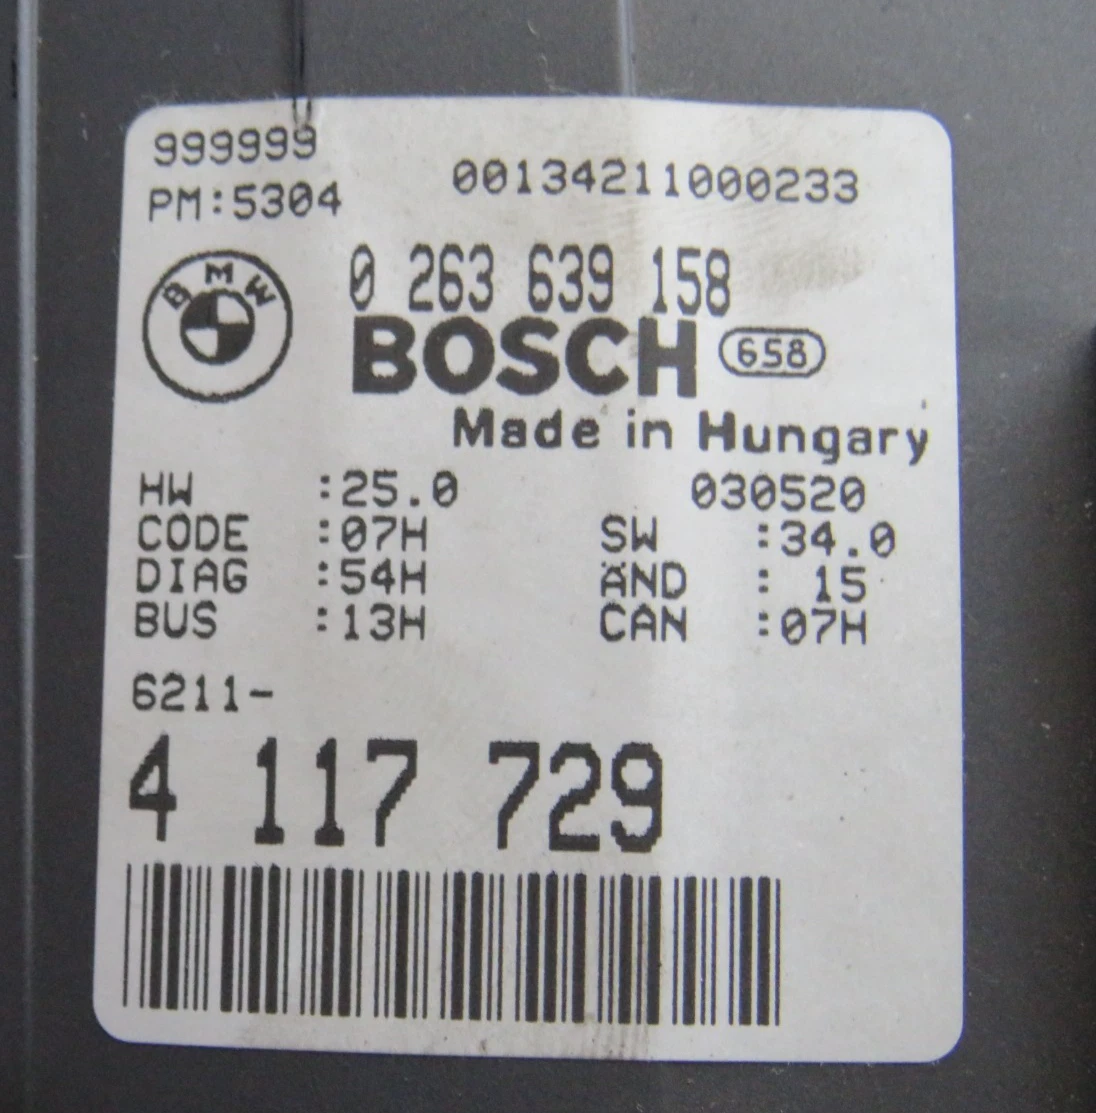 999999
PM:5304
00134211000233
BMW
0 263 639 158
BOSCH 658
Made in Hungary
HW :25.0 030520
CODE :07H SW :34.0
DIAG :54H ÄND : 15
BUS :13H CAN :07H
6211-
4 117 729